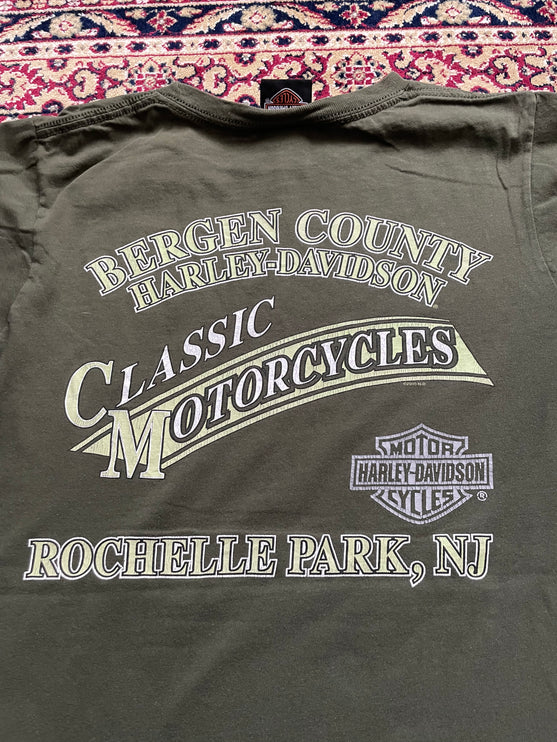 BERGEN COUNTY
HARLEY-DAVIDSON
CLASSIC
MOTORCYCLES
MOTOR
HARLEY-DAVIDSON
CYCLES
®
ROCHELLE PARK, NJ